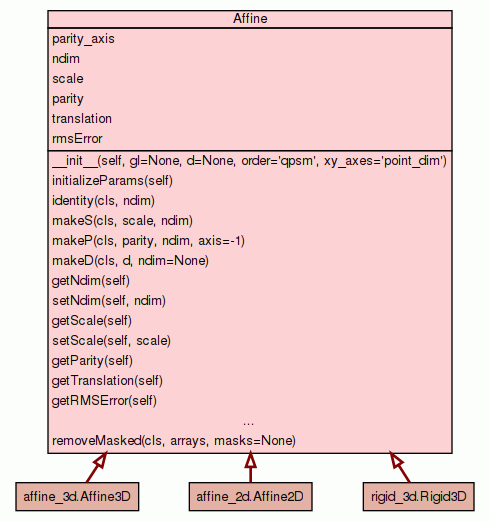 Affine
parity_axis
ndim
scale
parity
translation
rmsError
__init__(self, gl=None, d=None, order='qpsm', xy_axes='point_dim')
initializeParams(self)
identity(cls, ndim)
makeS(cls, scale, ndim)
makeP(cls, parity, ndim, axis=-1)
makeD(cls, d, ndim=None)
getNdim(self)
setNdim(self, ndim)
getScale(self)
setScale(self, scale)
getParity(self)
getTranslation(self)
getRMSError(self)
...
removeMasked(cls, arrays, masks=None)
affine_3d.Affine3D
affine_2d.Affine2D
rigid_3d.Rigid3D